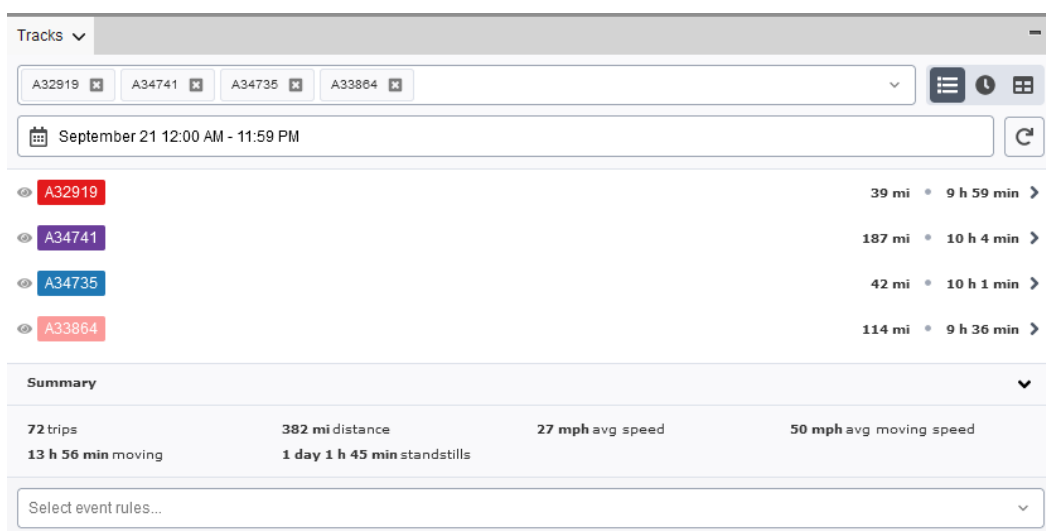 Tracks
A32919 A34741 A34735 A33864
September 21 12:00 AM - 11:59 PM
A32919 39 mi • 9 h 59 min
A34741 187 mi • 10 h 4 min
A34735 42 mi • 10 h 1 min
A33864 114 mi • 9 h 36 min
Summary
72 trips 382 mi distance 27 mph avg speed 50 mph avg moving speed
13 h 56 min moving 1 day 1 h 45 min standstills
Select event rules...